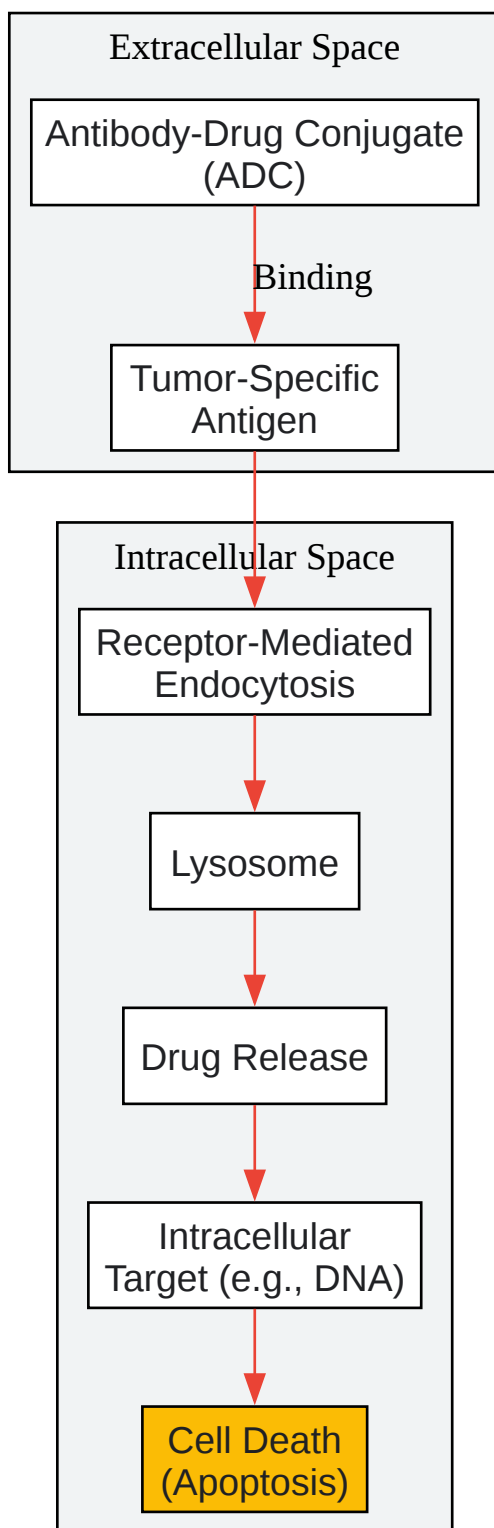 Extracellular Space
Antibody-Drug Conjugate
(ADC)
Binding
Tumor-Specific
Antigen
Intracellular Space
Receptor-Mediated
Endocytosis
Lysosome
Drug Release
Intracellular
Target (e.g., DNA)
Cell Death
(Apoptosis)